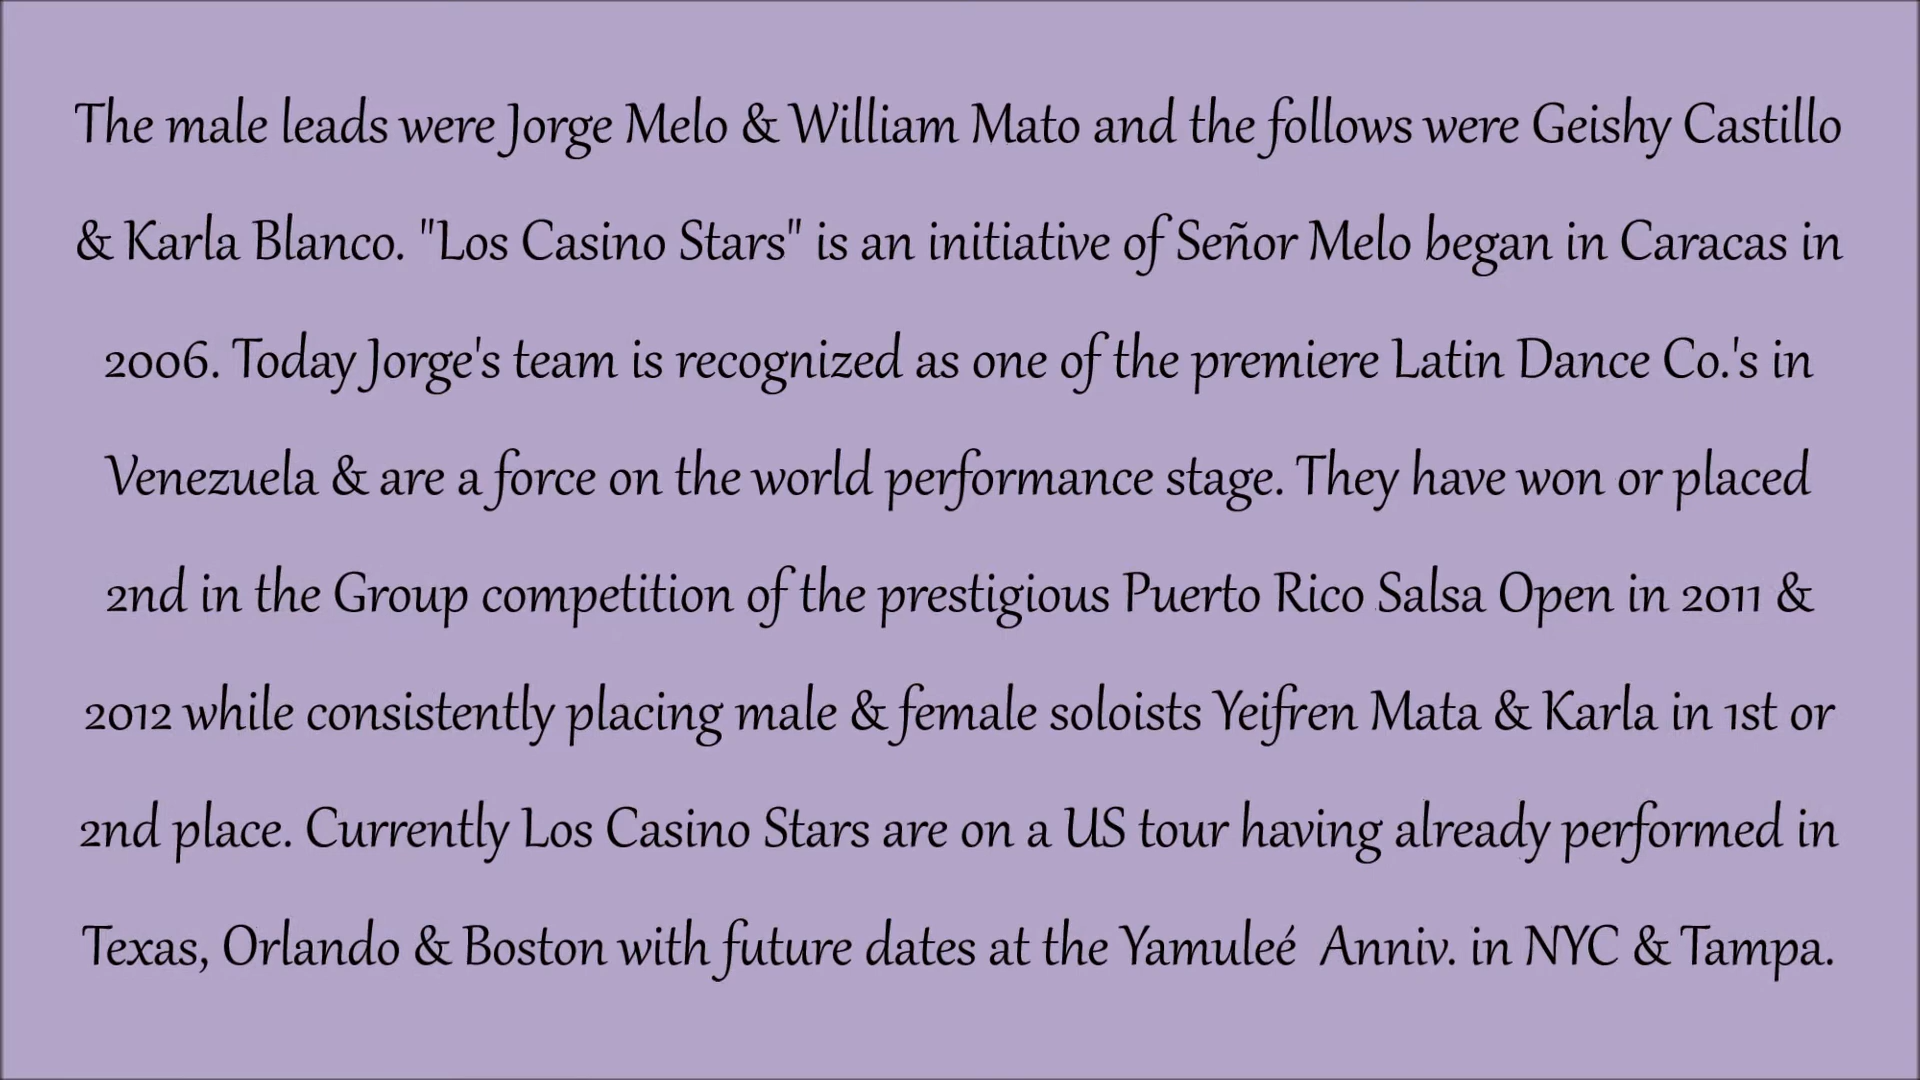 The male leads were Jorge Melo & William Mato and the follows were Geishy Castillo
& Karla Blanco. "Los Casino Stars" is an initiative of Señor Melo began in Caracas in
2006. Today Jorge's team is recognized as one of the premiere Latin Dance Co.'s in
Venezuela & are a force on the world performance stage. They have won or placed
2nd in the Group competition of the prestigious Puerto Rico Salsa Open in 2011 &
2012 while consistently placing male & female soloists Yeifren Mata & Karla in 1st or
2nd place. Currently Los Casino Stars are on a US tour having already performed in
Texas, Orlando & Boston with future dates at the Yamuleé  Anniv. in NYC & Tampa.